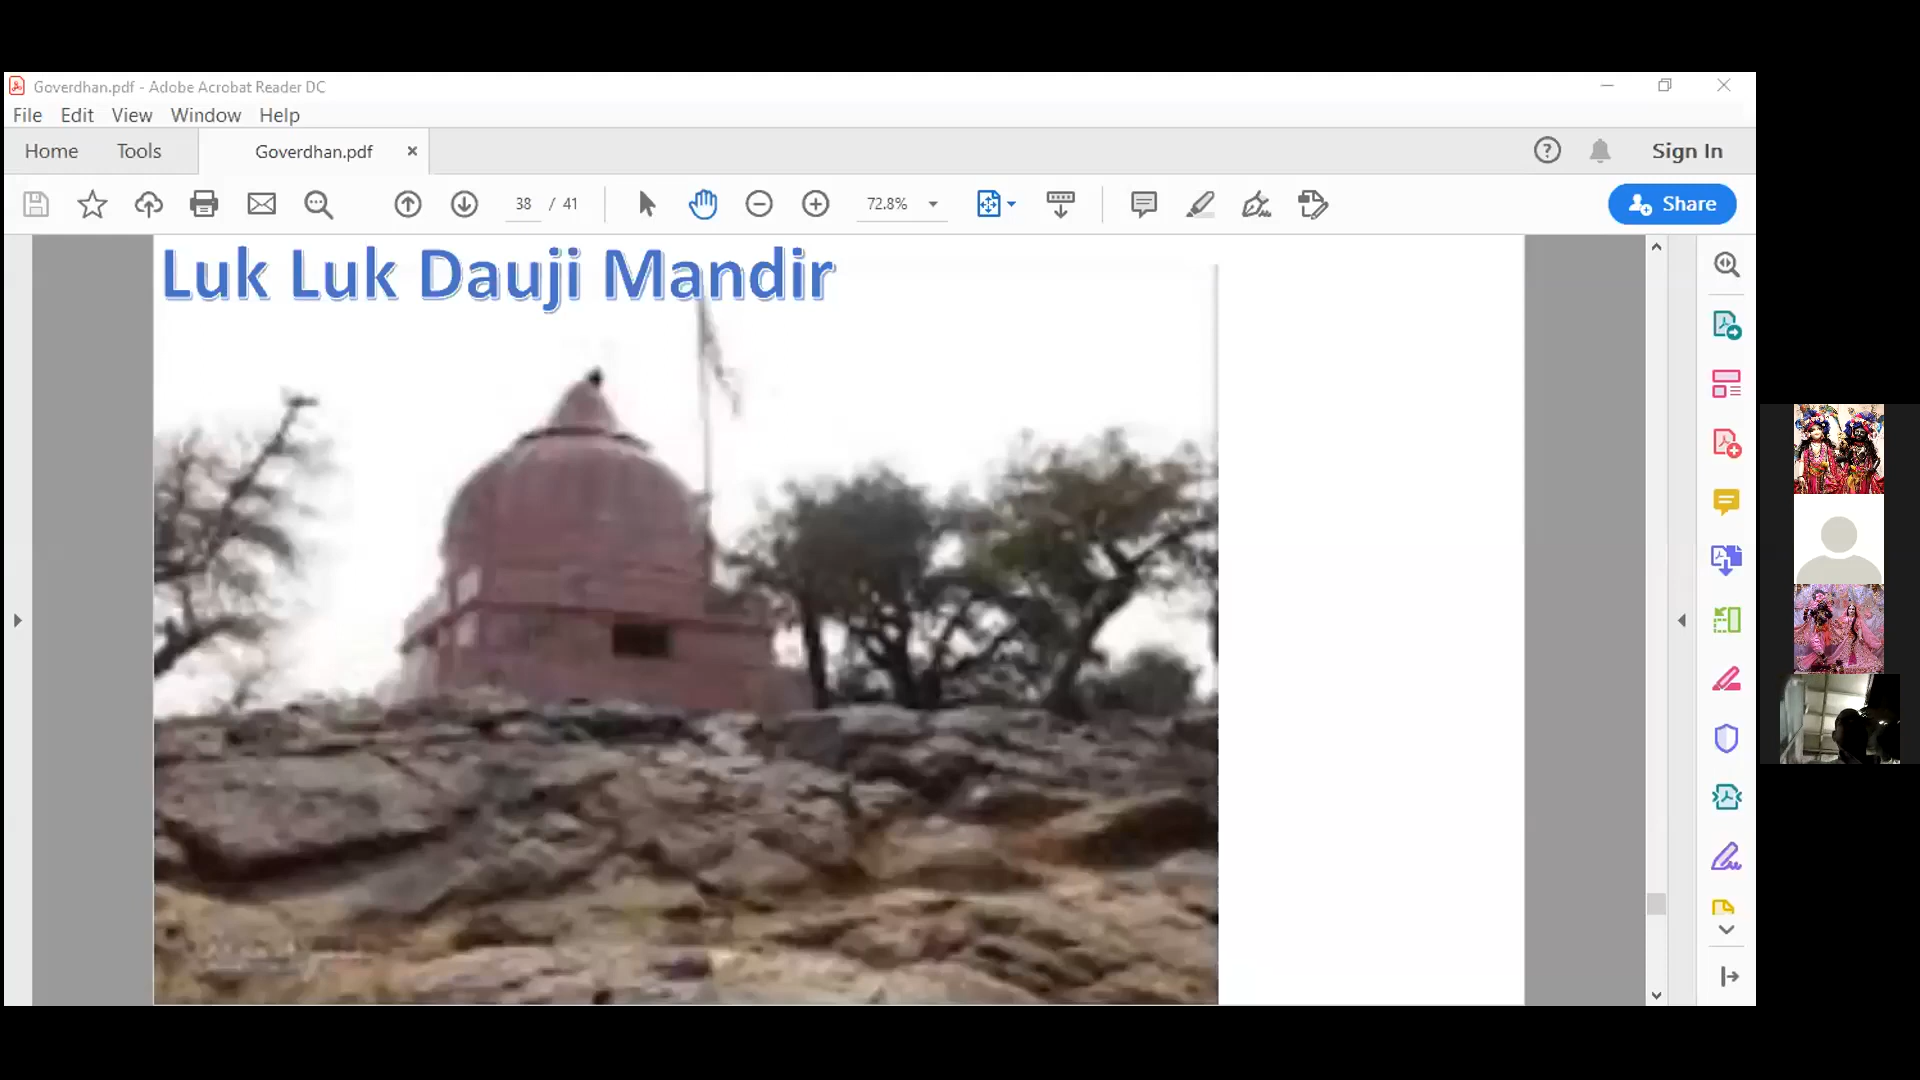 Goverdhan.pdf - Adobe Acrobat Reader DC
File Edit View Window Help
Home Tools Goverdhan.pdf × Sign In
38 / 41 72.8% Share
Luk Luk Dauji Mandir